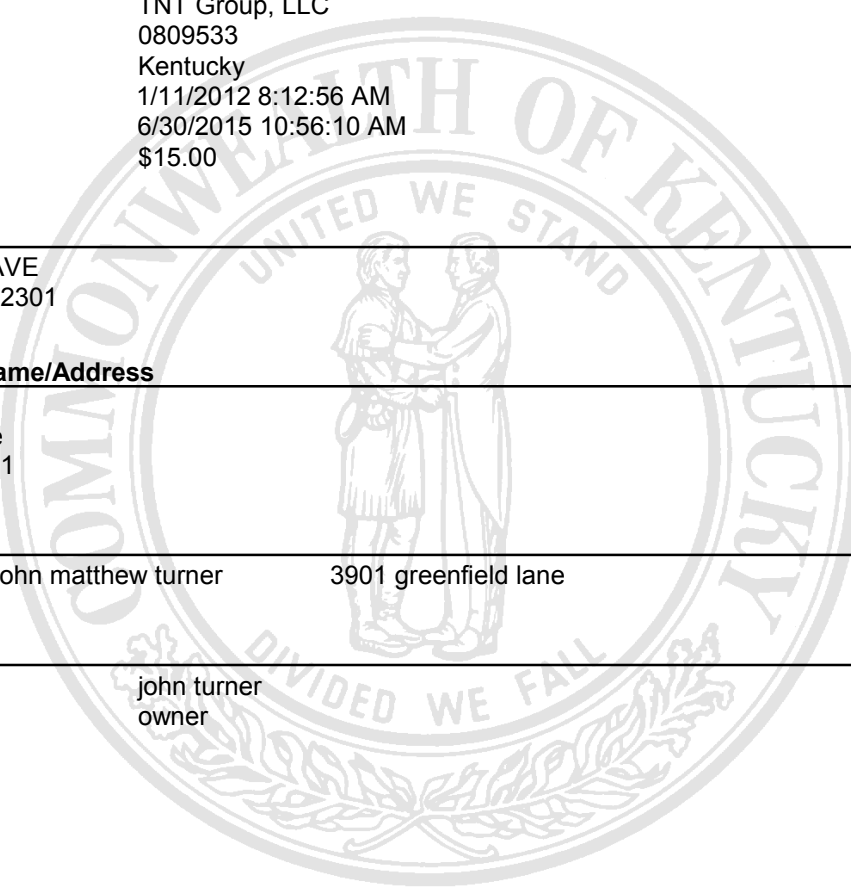 TNT Group, LLC
0809533
Kentucky
1/11/2012 8:12:56 AM
6/30/2015 10:56:10 AM
$15.00
COMMONWEALTH OF KENTUCKY
UNITED WE STAND
AVE
2301
ame/Address
e
1
ohn matthew turner 3901 greenfield lane
DIVIDED WE FALL
john turner
owner